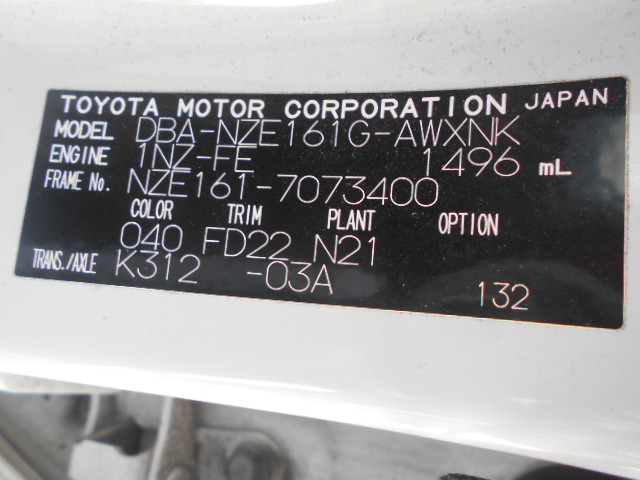 TOYOTA MOTOR CORPORATION JAPAN
MODEL DBA-NZE161G-AWXNK
ENGINE 1NZ-FE 1496 mL
FRAME No. NZE161-7073400
COLOR TRIM PLANT OPTION
040 FD22 N21
TRANS./AXLE K312 -03A
132